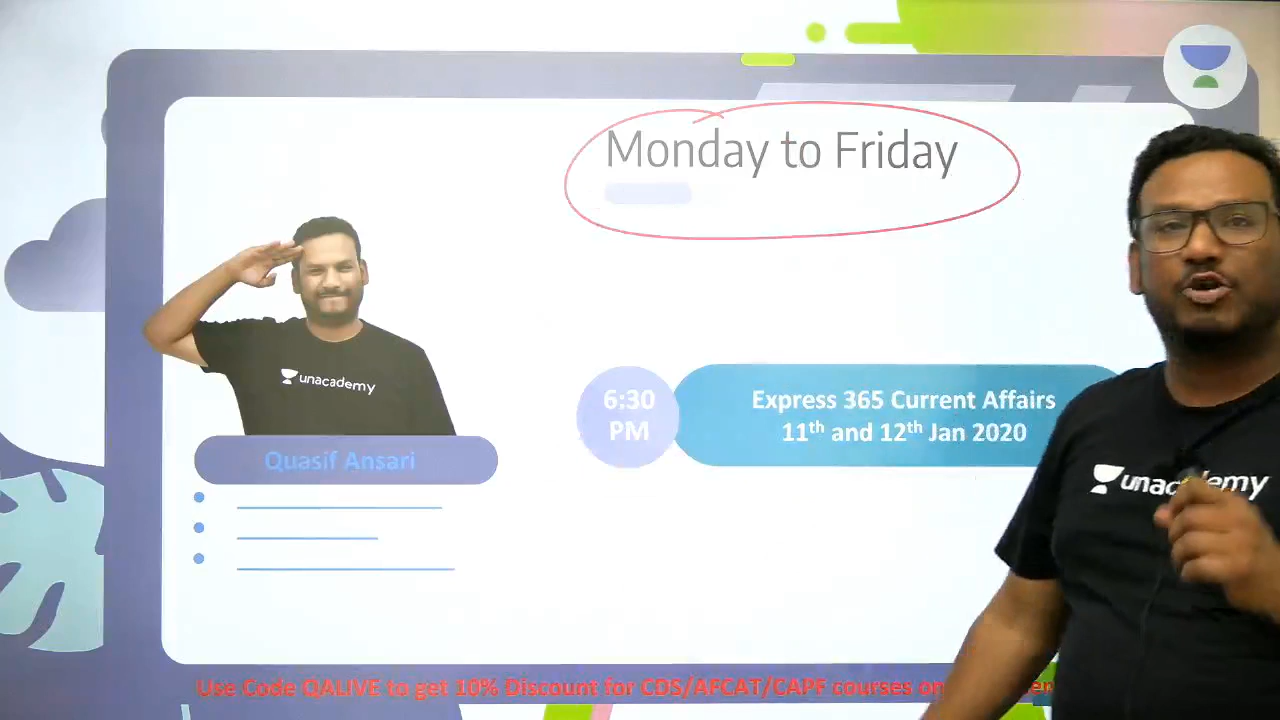 Monday to Friday
unacademy
6:30
PM
Express 365 Current Affairs
11th and 12th Jan 2020
Quasif Ansari
unacademy
Use Code QALIVE to get 10% Discount for CDS/AFCAT/CAPF courses on